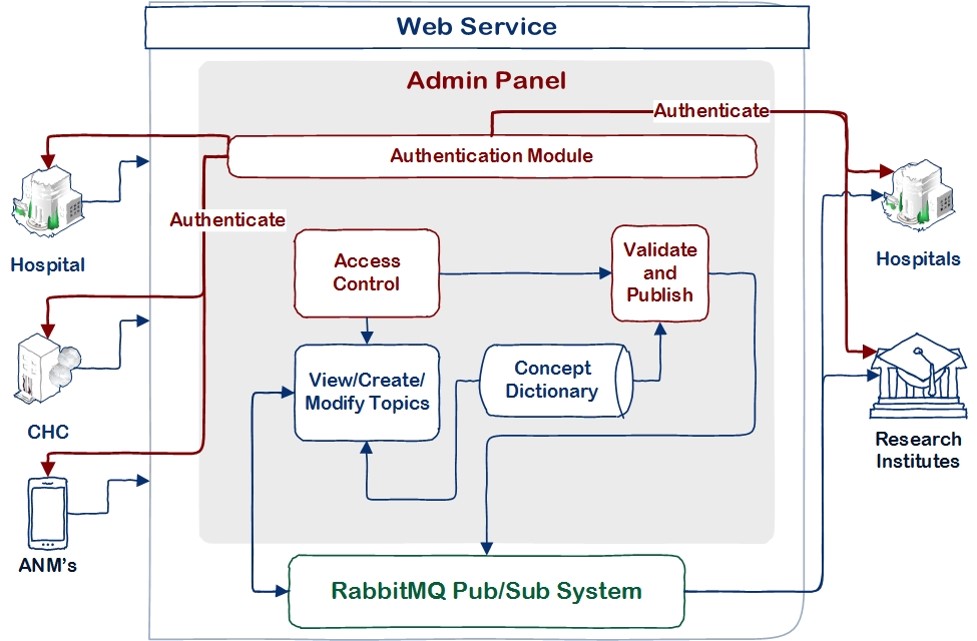 Web Service
Admin Panel
Authenticate
Authentication Module
Authenticate
Hospital
Hospitals
Access
Control
Validate
and
Publish
View/Create/
Modify Topics
Concept
Dictionary
CHC
Research
Institutes
ANM's
RabbitMQ Pub/Sub System